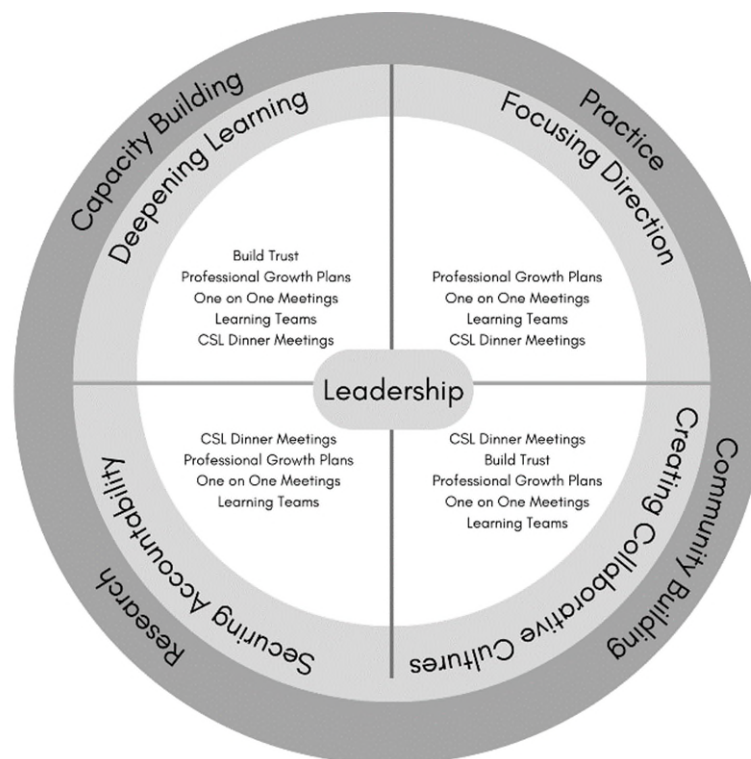 Capacity Building
Practice
Deepening Learning
Focusing Direction
Build Trust
Professional Growth Plans
One on One Meetings
Learning Teams
CSL Dinner Meetings
Professional Growth Plans
One on One Meetings
Learning Teams
CSL Dinner Meetings
Leadership
CSL Dinner Meetings
Professional Growth Plans
One on One Meetings
Learning Teams
CSL Dinner Meetings
Build Trust
Professional Growth Plans
One on One Meetings
Learning Teams
Securing Accountability
Creating Collaborative Cultures
Research
Community Building